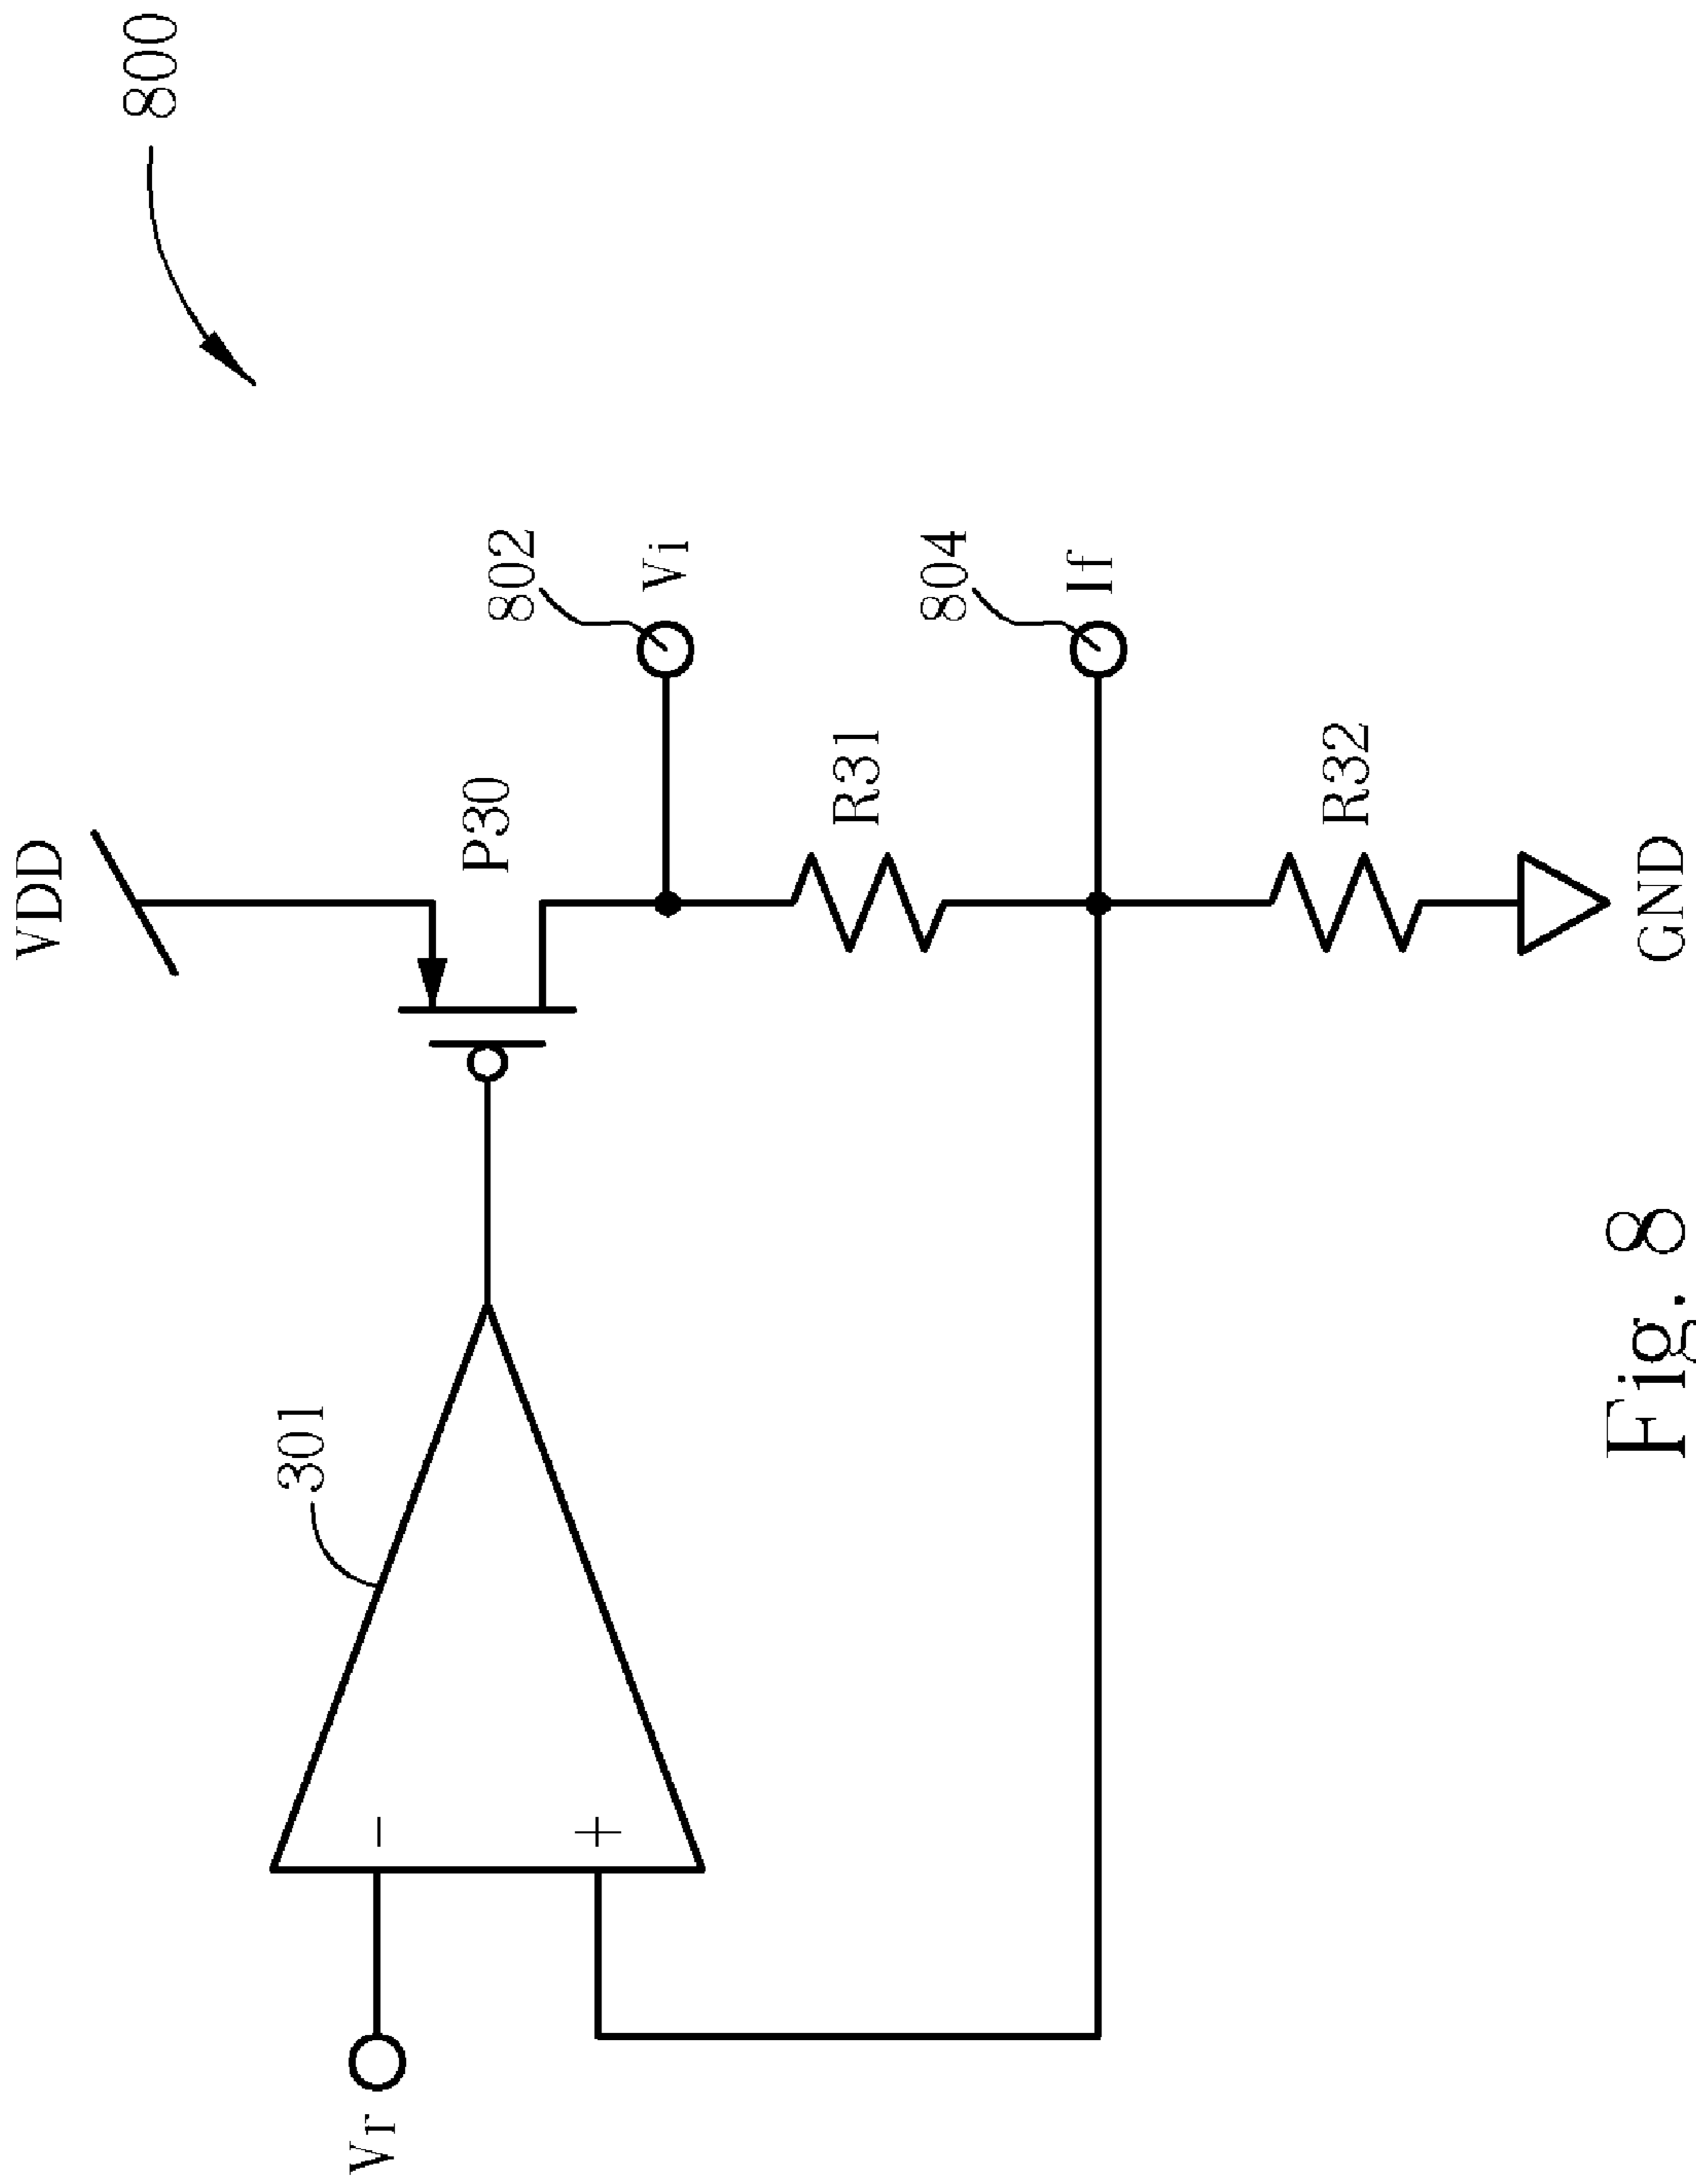 800
VDD
P30
802
Vi
301
Vr
-
+
R31
804
If
R32
GND
Fig. 8